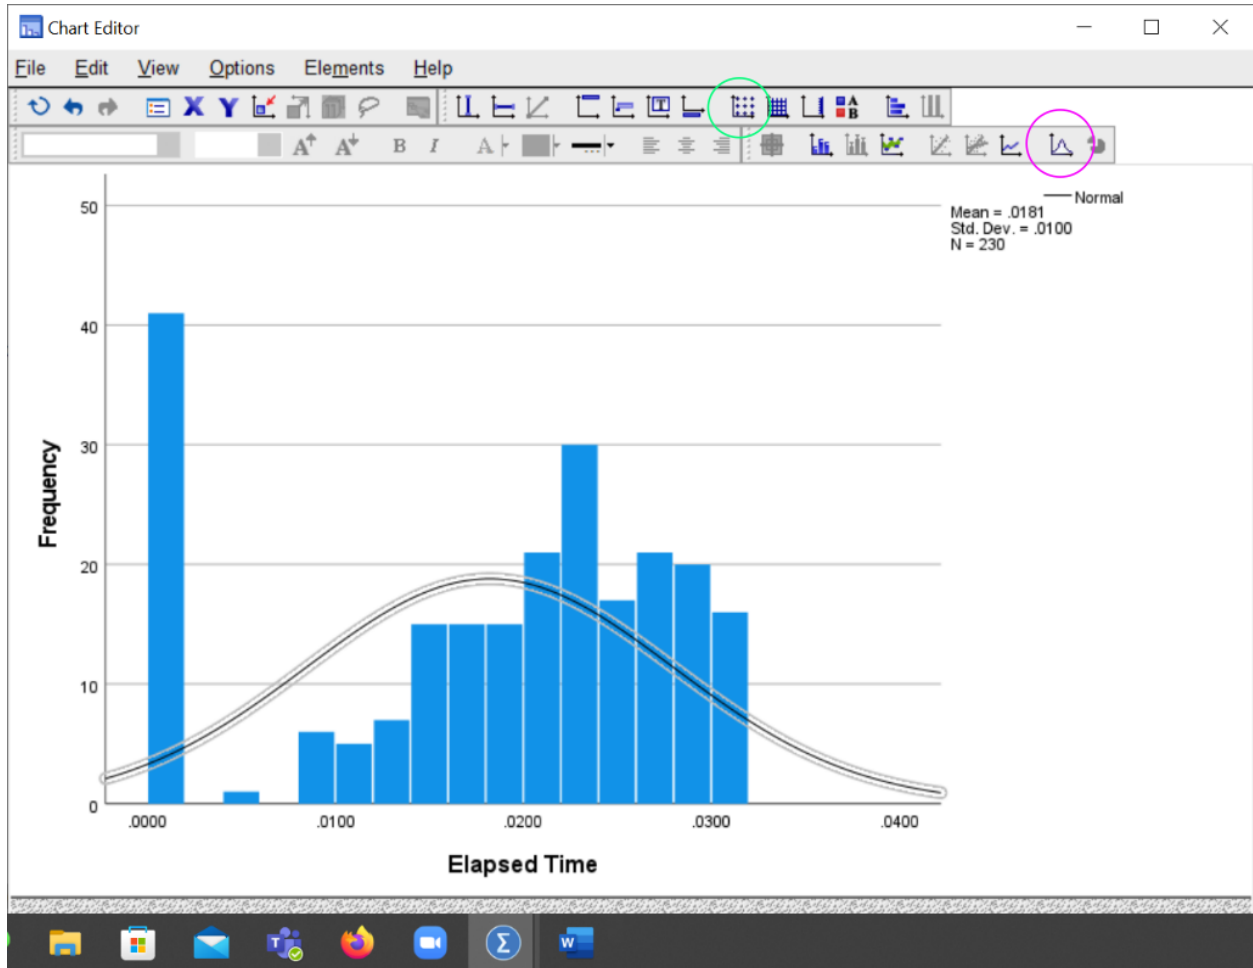 Chart Editor
File Edit View Options Elements Help
X Y T A B
A A B I A
Normal
Mean = .0181
Std. Dev. = .0100
N = 230
50
40
30
20
10
0
Frequency
.0000 .0100 .0200 .0300 .0400
Elapsed Time
T Σ W